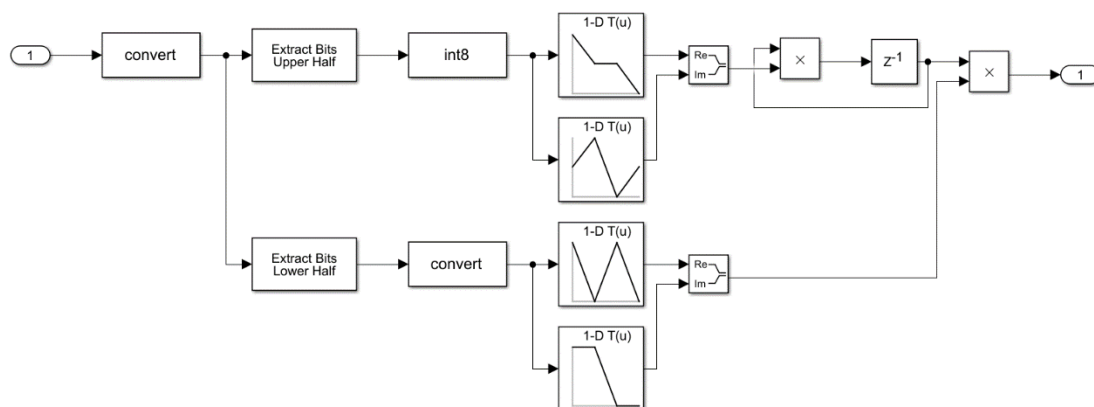 1
convert
Extract Bits
Upper Half
int8
1-D T(u)
Re
Im
×
z-1
×
1
1-D T(u)
Extract Bits
Lower Half
convert
1-D T(u)
Re
Im
1-D T(u)